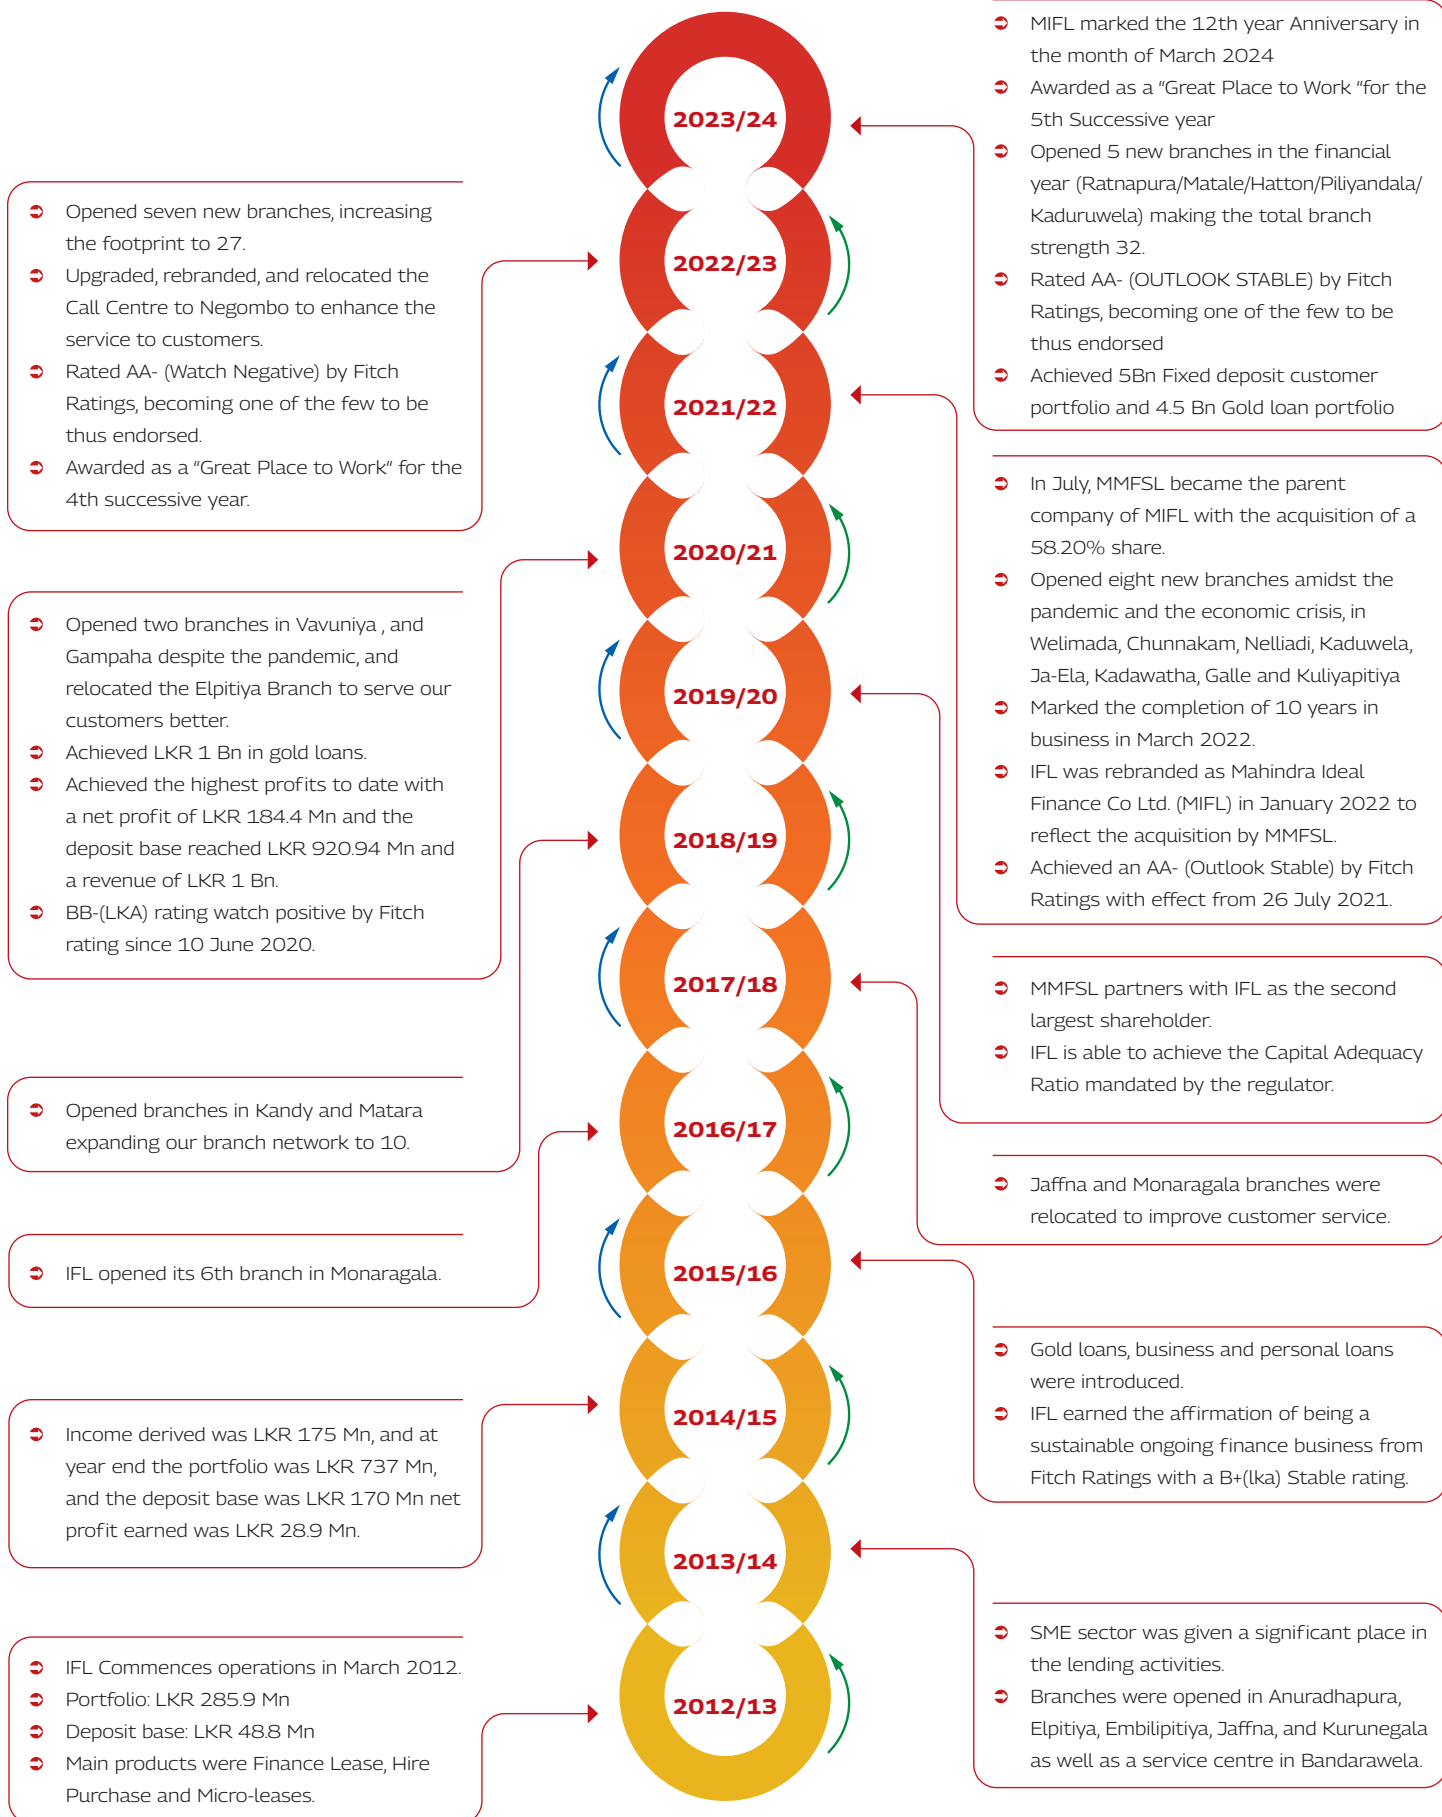 2023/24
MIFL marked the 12th year Anniversary in
the month of March 2024
Awarded as a "Great Place to Work "for the
5th Successive year
Opened 5 new branches in the financial
year (Ratnapura/Matale/Hatton/Piliyandala/
Kaduruwela) making the total branch
strength 32.
Rated AA- (OUTLOOK STABLE) by Fitch
Ratings, becoming one of the few to be
thus endorsed
Achieved 5Bn Fixed deposit customer
portfolio and 4.5 Bn Gold loan portfolio
2022/23
Opened seven new branches, increasing
the footprint to 27.
Upgraded, rebranded, and relocated the
Call Centre to Negombo to enhance the
service to customers.
Rated AA- (Watch Negative) by Fitch
Ratings, becoming one of the few to be
thus endorsed.
Awarded as a "Great Place to Work" for the
4th successive year.
2021/22
In July, MMFSL became the parent
company of MIFL with the acquisition of a
58.20% share.
Opened eight new branches amidst the
pandemic and the economic crisis, in
Welimada, Chunnakam, Nelliadi, Kaduwela,
Ja-Ela, Kadawatha, Galle and Kuliyapitiya
Marked the completion of 10 years in
business in March 2022.
IFL was rebranded as Mahindra Ideal
Finance Co Ltd. (MIFL) in January 2022 to
reflect the acquisition by MMFSL.
Achieved an AA- (Outlook Stable) by Fitch
Ratings with effect from 26 July 2021.
2020/21
Opened two branches in Vavuniya , and
Gampaha despite the pandemic, and
relocated the Elpitiya Branch to serve our
customers better.
Achieved LKR 1 Bn in gold loans.
Achieved the highest profits to date with
a net profit of LKR 184.4 Mn and the
deposit base reached LKR 920.94 Mn and
a revenue of LKR 1 Bn.
BB-(LKA) rating watch positive by Fitch
rating since 10 June 2020.
2019/20
MMFSL partners with IFL as the second
largest shareholder.
IFL is able to achieve the Capital Adequacy
Ratio mandated by the regulator.
2018/19
Opened branches in Kandy and Matara
expanding our branch network to 10.
2017/18
Jaffna and Monaragala branches were
relocated to improve customer service.
2016/17
IFL opened its 6th branch in Monaragala.
2015/16
Gold loans, business and personal loans
were introduced.
IFL earned the affirmation of being a
sustainable ongoing finance business from
Fitch Ratings with a B+(lka) Stable rating.
2014/15
Income derived was LKR 175 Mn, and at
year end the portfolio was LKR 737 Mn,
and the deposit base was LKR 170 Mn net
profit earned was LKR 28.9 Mn.
2013/14
SME sector was given a significant place in
the lending activities.
Branches were opened in Anuradhapura,
Elpitiya, Embilipitiya, Jaffna, and Kurunegala
as well as a service centre in Bandarawela.
2012/13
IFL Commences operations in March 2012.
Portfolio: LKR 285.9 Mn
Deposit base: LKR 48.8 Mn
Main products were Finance Lease, Hire
Purchase and Micro-leases.